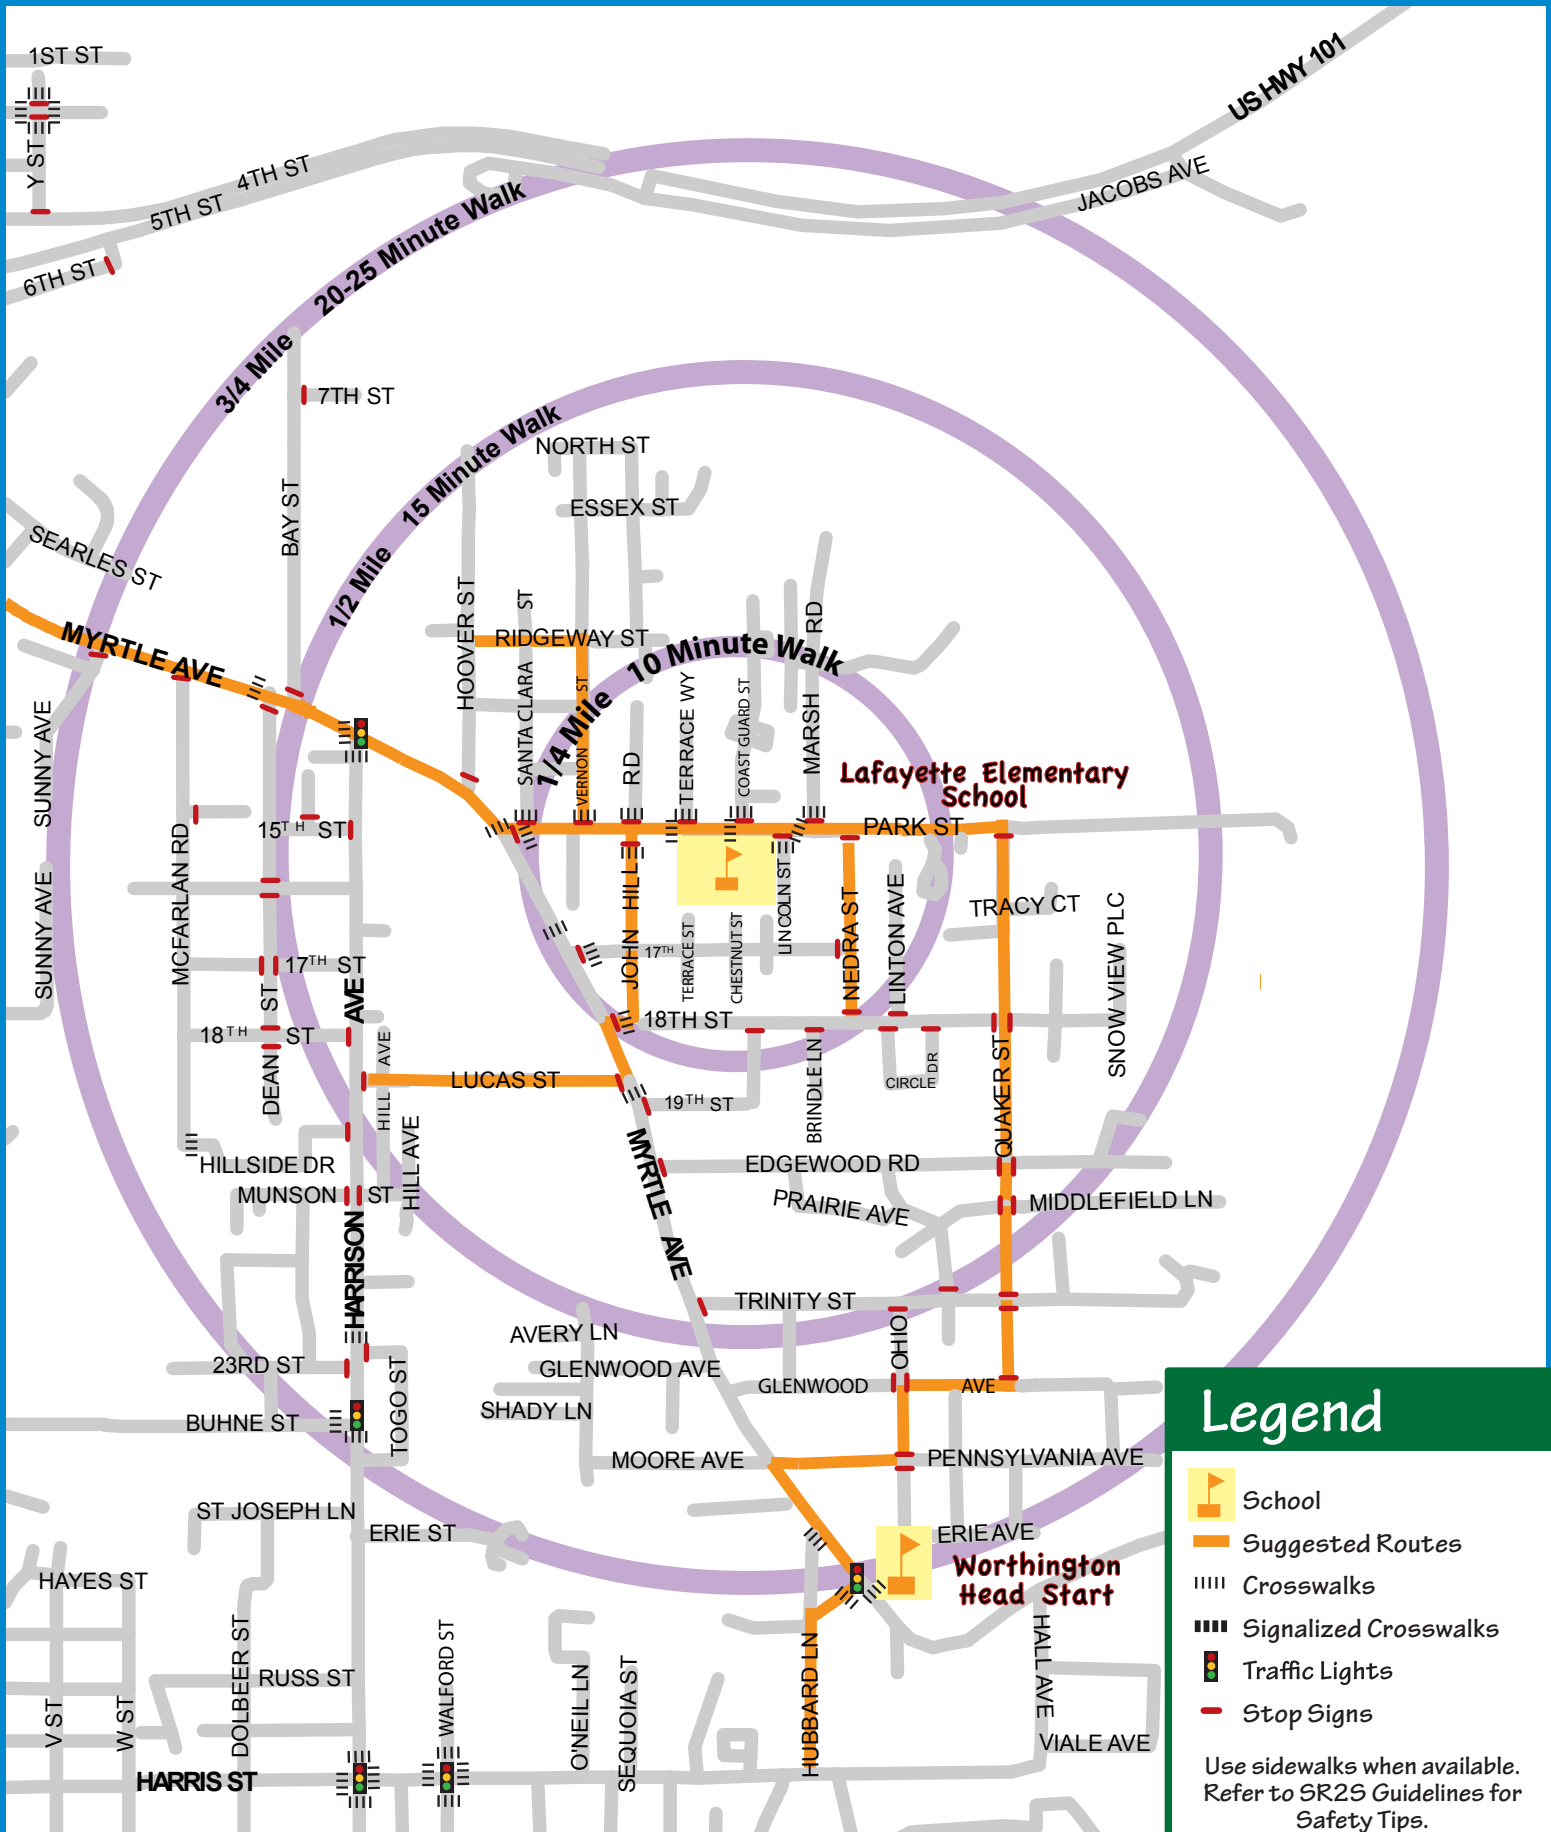 1ST ST
US HWY 101
Y ST
4TH ST
5TH ST
JACOBS AVE
6TH ST
20-25 Minute Walk
3/4 Mile
7TH ST
15 Minute Walk
1/2 Mile
NORTH ST
ESSEX ST
BAY ST
SEARLES ST
MYRTLE AVE
HOOVER ST
SANTA CLARA ST
RIDGEWAY ST
VERNON ST
10 Minute Walk
1/4 Mile
MARSH RD
TERRACE WY
COAST GUARD ST
SUNNY AVE
Lafayette Elementary
School
PARK ST
15TH ST
MCFARLAN RD
SUNNY AVE
JOHN HILL RD
LINCOLN ST
NEDRA ST
LINTON AVE
TRACY CT
SNOW VIEW PLC
17TH
TERRACE ST
CHESTNUT ST
17TH ST
18TH ST
18TH ST
DEAN ST
HARRISON AVE
HILL AVE
HILL AVE
LUCAS ST
19TH ST
BRINDLE LN
CIRCLE DR
QUAKER ST
HILLSIDE DR
MUNSON ST
MYRTLE AVE
EDGEWOOD RD
PRAIRIE AVE
MIDDLEFIELD LN
TRINITY ST
AVERY LN
GLENWOOD AVE
SHADY LN
OHIO
GLENWOOD AVE
23RD ST
TOGO ST
BUHNE ST
MOORE AVE
PENNSYLVANIA AVE
ST JOSEPH LN
ERIE ST
ERIE AVE
Worthington
Head Start
HAYES ST
V ST
W ST
DOLBEER ST
RUSS ST
WALFORD ST
O'NEIL LN
SEQUOIA ST
HUBBARD LN
HALL AVE
VIALE AVE
HARRIS ST
Legend
School
Suggested Routes
Crosswalks
Signalized Crosswalks
Traffic Lights
Stop Signs
Use sidewalks when available.
Refer to SR2S Guidelines for
Safety Tips.